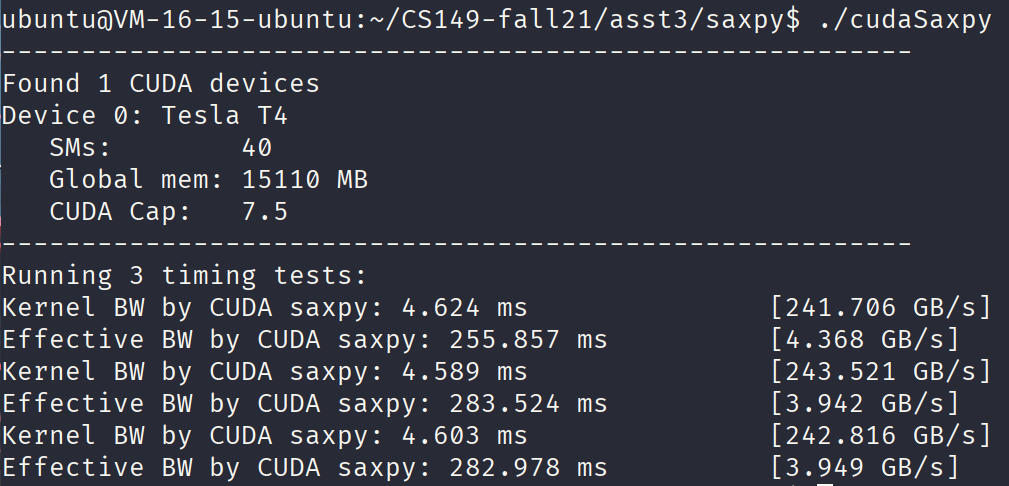 ubuntu@VM-16-15-ubuntu:~/CS149-fall21/asst3/saxpy$ ./cudaSaxpy
---------------------------------------------------------
Found 1 CUDA devices
Device 0: Tesla T4
   SMs:        40
   Global mem: 15110 MB
   CUDA Cap:   7.5
---------------------------------------------------------
Running 3 timing tests:
Kernel BW by CUDA saxpy: 4.624 ms               [241.706 GB/s]
Effective BW by CUDA saxpy: 255.857 ms          [4.368 GB/s]
Kernel BW by CUDA saxpy: 4.589 ms               [243.521 GB/s]
Effective BW by CUDA saxpy: 283.524 ms          [3.942 GB/s]
Kernel BW by CUDA saxpy: 4.603 ms               [242.816 GB/s]
Effective BW by CUDA saxpy: 282.978 ms          [3.949 GB/s]